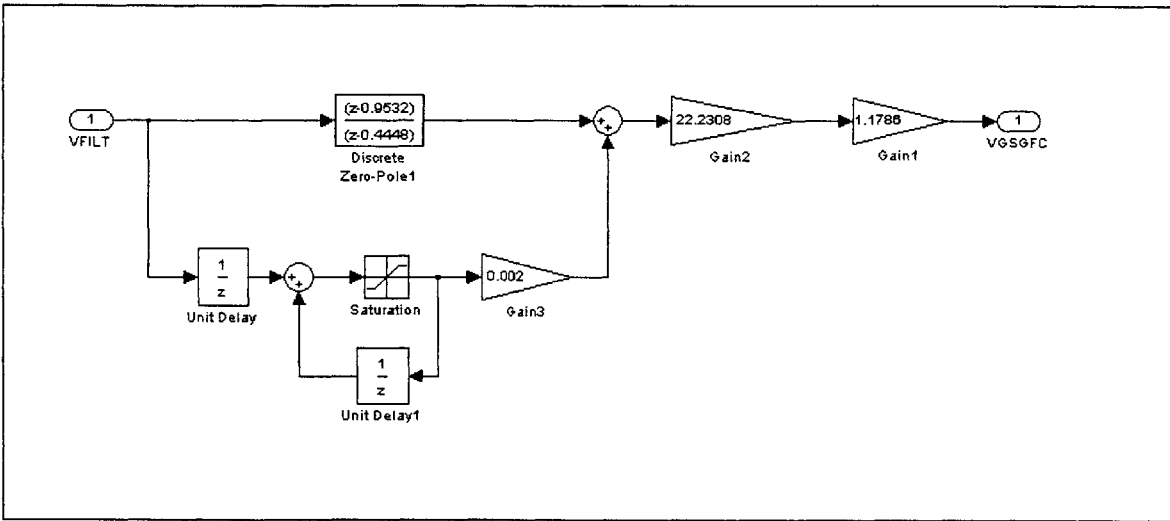 1
VFILT
(z-0.9532)
(z-0.4448)
Discrete
Zero-Pole1
+
+
22.2308
Gain2
1.1786
Gain1
1
VGSGFC
1
z
Unit Delay
+
+
Saturation
0.002
Gain3
1
z
Unit Delay1